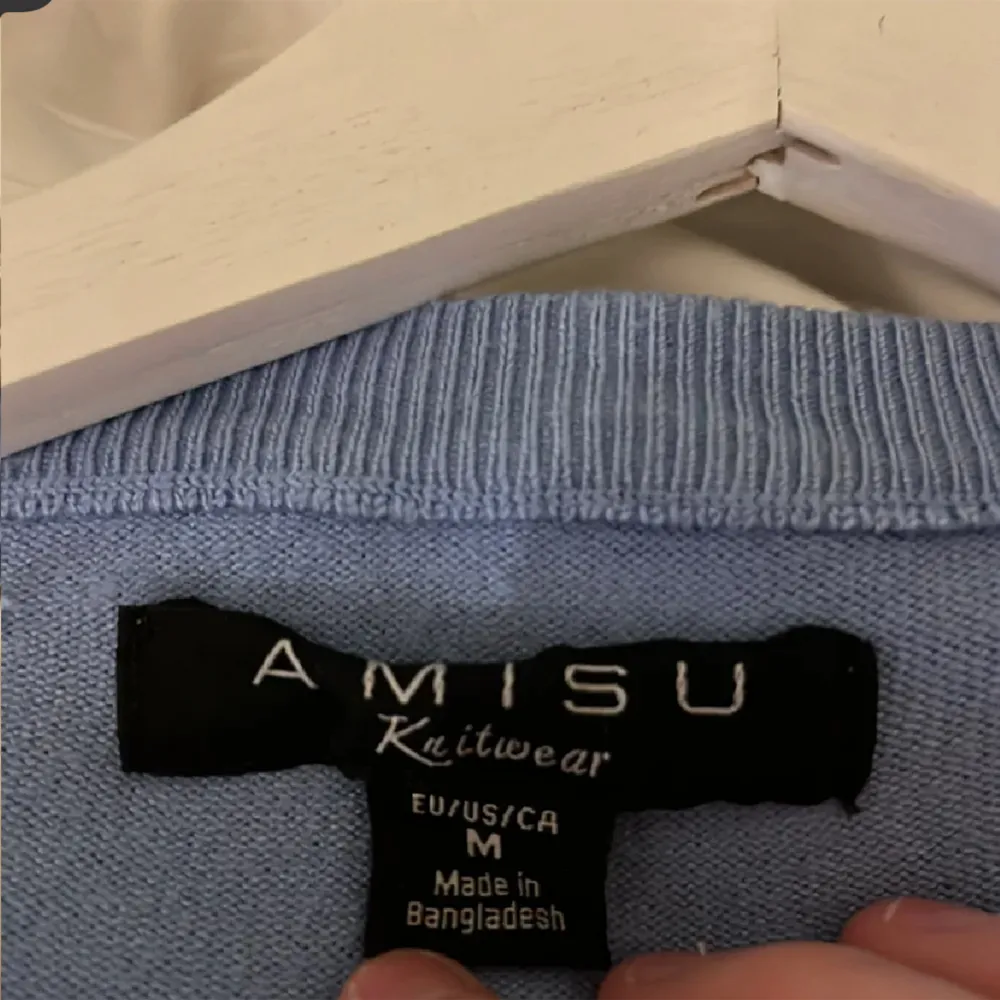 AMISU
Knitwear
EU/US/CA
M
Made in
Bangladesh